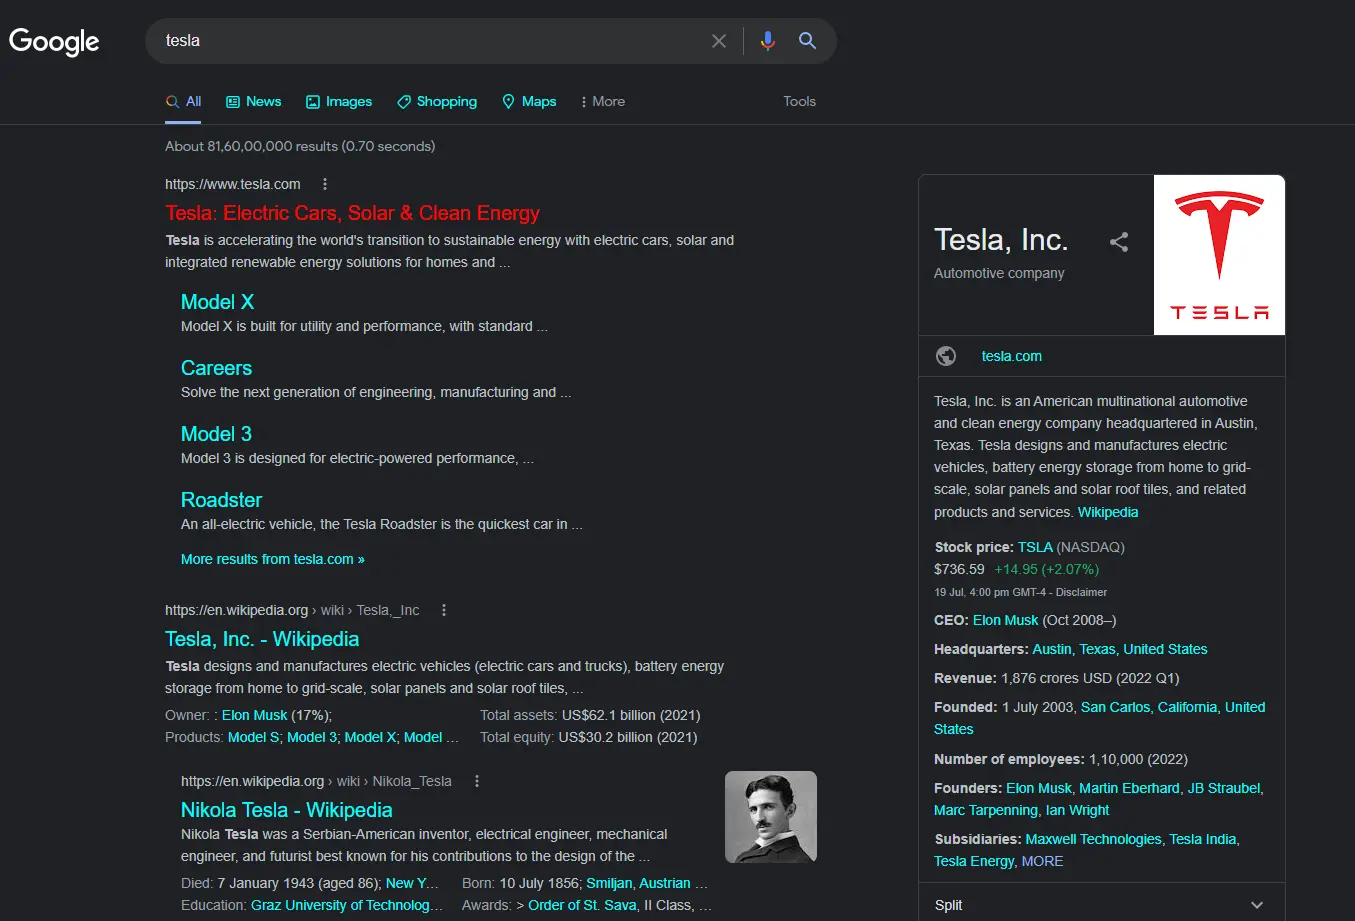 Google
tesla
All News Images Shopping Maps More Tools
About 81,60,00,000 results (0.70 seconds)
https://www.tesla.com
Tesla: Electric Cars, Solar & Clean Energy
Tesla is accelerating the world's transition to sustainable energy with electric cars, solar and
integrated renewable energy solutions for homes and ...
Model X
Model X is built for utility and performance, with standard ...
Careers
Solve the next generation of engineering, manufacturing and ...
Model 3
Model 3 is designed for electric-powered performance, ...
Roadster
An all-electric vehicle, the Tesla Roadster is the quickest car in ...
More results from tesla.com »
https://en.wikipedia.org › wiki › Tesla,_Inc
Tesla, Inc. - Wikipedia
Tesla designs and manufactures electric vehicles (electric cars and trucks), battery energy
storage from home to grid-scale, solar panels and solar roof tiles, ...
Owner: : Elon Musk (17%); Total assets: US$62.1 billion (2021)
Products: Model S; Model 3; Model X; Model ... Total equity: US$30.2 billion (2021)
https://en.wikipedia.org › wiki › Nikola_Tesla
Nikola Tesla - Wikipedia
Nikola Tesla was a Serbian-American inventor, electrical engineer, mechanical
engineer, and futurist best known for his contributions to the design of the ...
Died: 7 January 1943 (aged 86); New Y... Born: 10 July 1856; Smiljan, Austrian ...
Education: Graz University of Technolog... Awards: > Order of St. Sava, II Class, ...
Tesla, Inc.
Automotive company
TESLA
tesla.com
Tesla, Inc. is an American multinational automotive
and clean energy company headquartered in Austin,
Texas. Tesla designs and manufactures electric
vehicles, battery energy storage from home to grid-
scale, solar panels and solar roof tiles, and related
products and services. Wikipedia
Stock price: TSLA (NASDAQ)
$736.59 +14.95 (+2.07%)
19 Jul, 4:00 pm GMT-4 - Disclaimer
CEO: Elon Musk (Oct 2008–)
Headquarters: Austin, Texas, United States
Revenue: 1,876 crores USD (2022 Q1)
Founded: 1 July 2003, San Carlos, California, United
States
Number of employees: 1,10,000 (2022)
Founders: Elon Musk, Martin Eberhard, JB Straubel,
Marc Tarpenning, Ian Wright
Subsidiaries: Maxwell Technologies, Tesla India,
Tesla Energy, MORE
Split